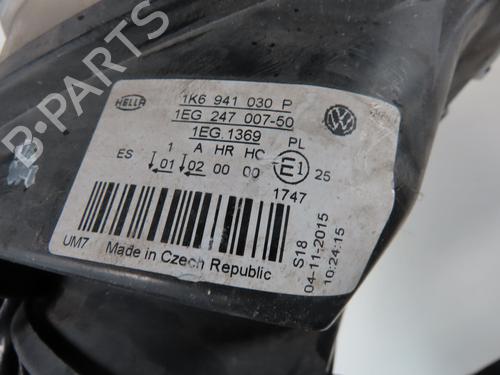 HELLA
1K6 941 030 P
1EG 247 007-50
1EG 1369
1 A HR HC PL
ES 01 02 00 00 E1 25
1747
UM7 Made in Czech Republic
S18
04-11-2015
10:24:15
B-PARTS